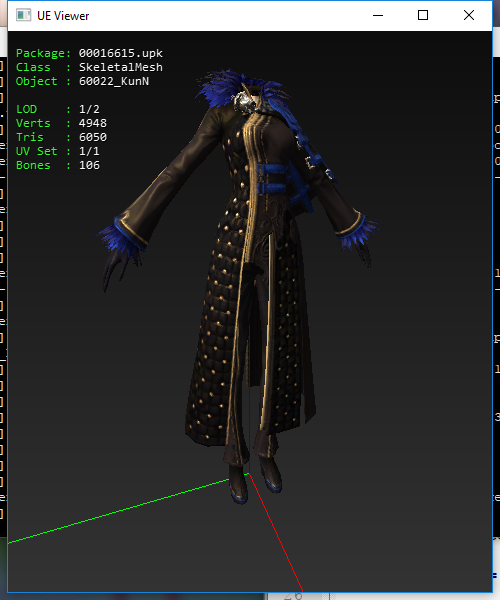 UE Viewer
Package: 00016615.upk
Class  : SkeletalMesh
Object : 60022_KunN
LOD    : 1/2
Verts  : 4948
Tris   : 6050
UV Set : 1/1
Bones  : 106